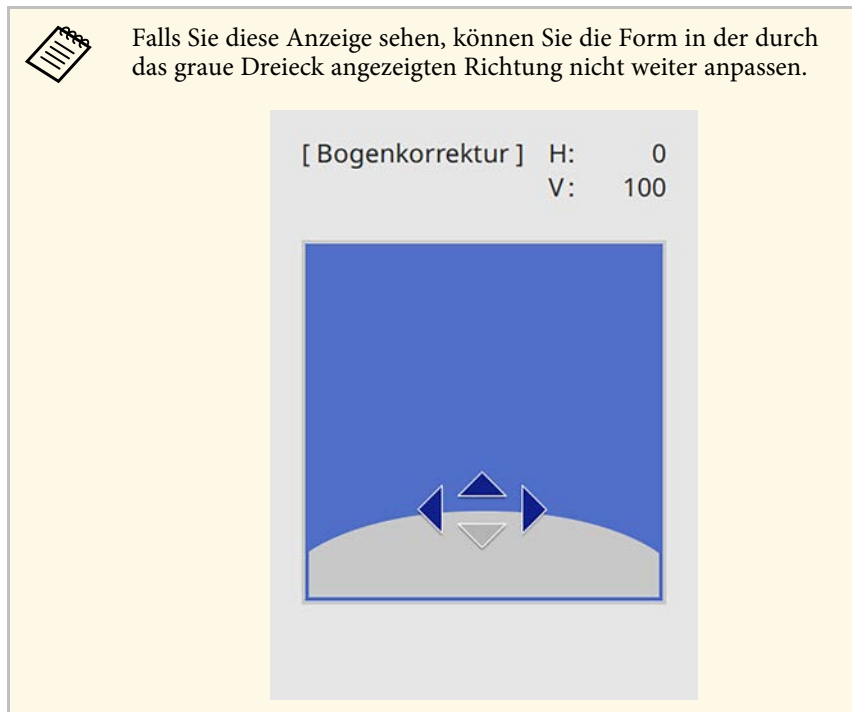 Falls Sie diese Anzeige sehen, können Sie die Form in der durch
das graue Dreieck angezeigten Richtung nicht weiter anpassen.
[ Bogenkorrektur ] H: 0
V: 100